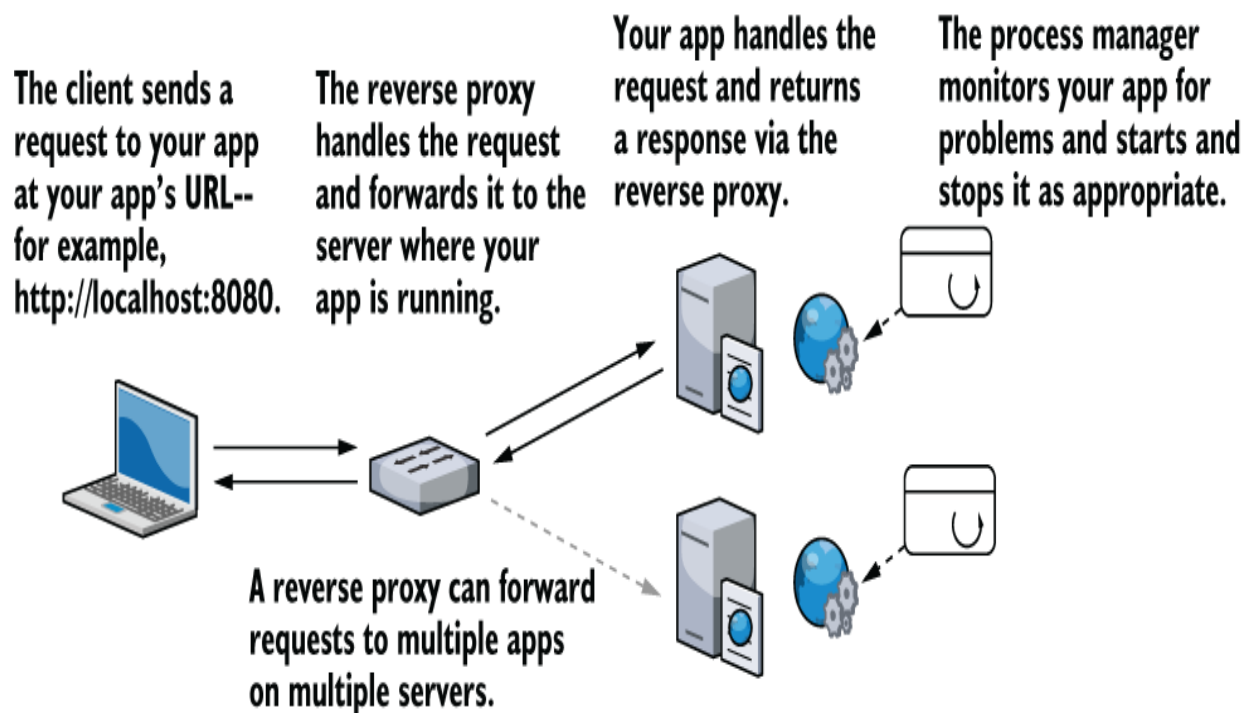 The client sends a
request to your app
at your app's URL--
for example,
http://localhost:8080.
The reverse proxy
handles the request
and forwards it to the
server where your
app is running.
Your app handles the
request and returns
a response via the
reverse proxy.
The process manager
monitors your app for
problems and starts and
stops it as appropriate.
A reverse proxy can forward
requests to multiple apps
on multiple servers.